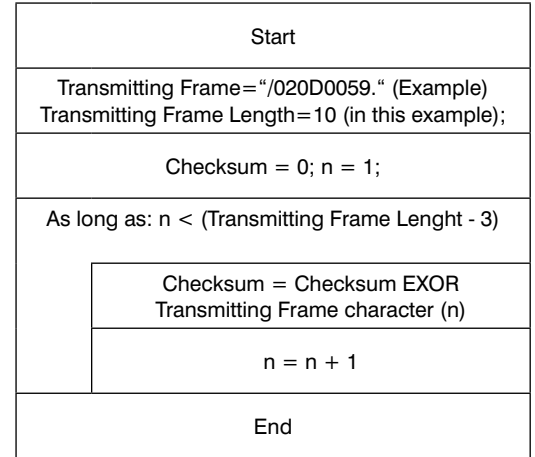 Start
Transmitting Frame=“/020D0059.“ (Example)
Transmitting Frame Length=10 (in this example);
Checksum = 0; n = 1;
As long as: n < (Transmitting Frame Lenght - 3)
Checksum = Checksum EXOR
Transmitting Frame character (n)
n = n + 1
End